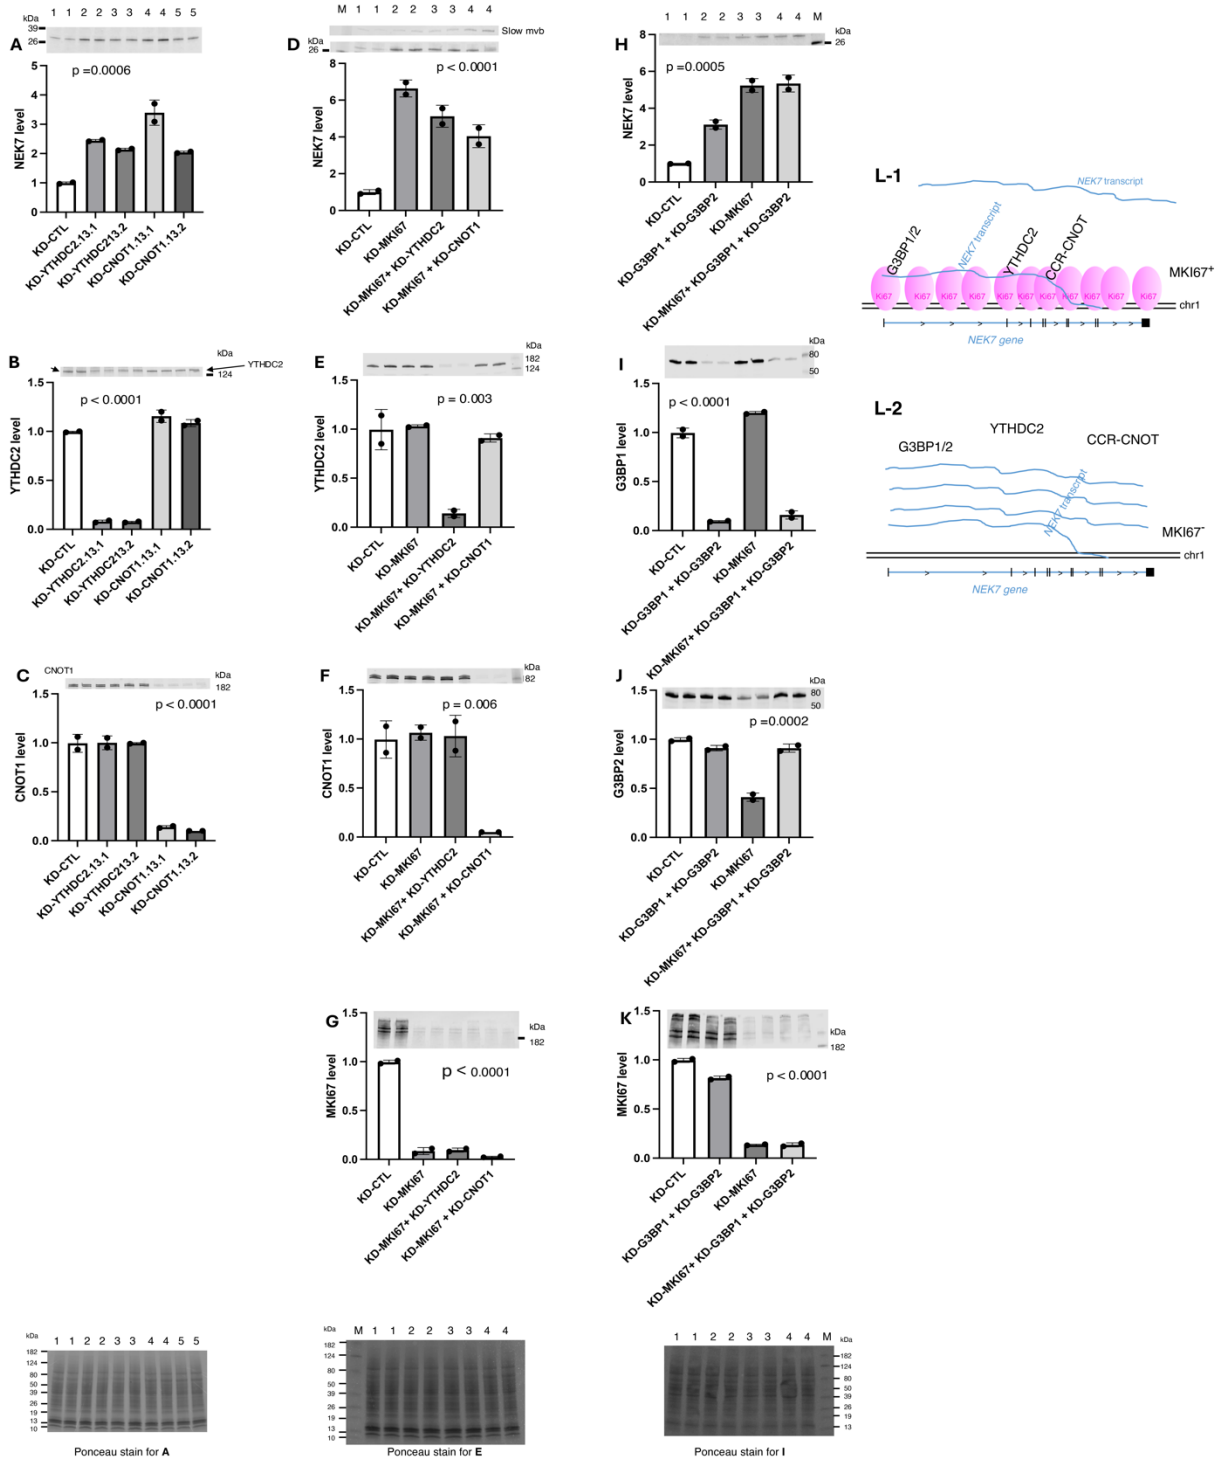 1 1 2 2 3 3 4 4 5 5
kDa
39
26
A
p =0.0006
NEK7 level
5
4
3
2
1
0
KD-CTL
KD-YTHDC2.13.1
KD-YTHDC213.2
KD-CNOT1.13.1
KD-CNOT1.13.2
M 1 1 2 2 3 3 4 4
Slow mvb
kDa
26
D
p < 0.0001
NEK7 level
8
6
4
2
0
KD-CTL
KD-MKI67
KD-MKI67+ KD-YTHDC2
KD-MKI67 + KD-CNOT1
1 1 2 2 3 3 4 4 M
kDa
26
H
p =0.0005
NEK7 level
8
6
4
2
0
KD-CTL
KD-G3BP1 + KD-G3BP2
KD-MKI67
KD-MKI67+ KD-G3BP1 + KD-G3BP2
L-1
NEK7 transcript
NEK7 transcript
G3BP1/2
YTHDC2
CCR-CNOT
MKI67+
Ki67 Ki67 Ki67 Ki67 Ki67 Ki67 Ki67 Ki67 Ki67 Ki67 Ki67
chr1
NEK7 gene
B
kDa
YTHDC2
124
p < 0.0001
YTHDC2 level
1.5
1.0
0.5
0.0
KD-CTL
KD-YTHDC2.13.1
KD-YTHDC213.2
KD-CNOT1.13.1
KD-CNOT1.13.2
E
kDa
182
124
p = 0.003
YTHDC2 level
1.5
1.0
0.5
0.0
KD-CTL
KD-MKI67
KD-MKI67+ KD-YTHDC2
KD-MKI67 + KD-CNOT1
I
kDa
80
50
p < 0.0001
G3BP1 level
1.5
1.0
0.5
0.0
KD-CTL
KD-G3BP1 + KD-G3BP2
KD-MKI67
KD-MKI67+ KD-G3BP1 + KD-G3BP2
L-2
YTHDC2
G3BP1/2
CCR-CNOT
NEK7 transcript
MKI67-
chr1
NEK7 gene
C
CNOT1
kDa
182
p < 0.0001
CNOT1 level
1.5
1.0
0.5
0.0
KD-CTL
KD-YTHDC2.13.1
KD-YTHDC213.2
KD-CNOT1.13.1
KD-CNOT1.13.2
F
kDa
82
p = 0.006
CNOT1 level
1.5
1.0
0.5
0.0
KD-CTL
KD-MKI67
KD-MKI67+ KD-YTHDC2
KD-MKI67 + KD-CNOT1
J
kDa
80
50
p =0.0002
G3BP2 level
1.5
1.0
0.5
0.0
KD-CTL
KD-G3BP1 + KD-G3BP2
KD-MKI67
KD-MKI67+ KD-G3BP1 + KD-G3BP2
G
kDa
182
p < 0.0001
MKI67 level
1.5
1.0
0.5
0.0
KD-CTL
KD-MKI67
KD-MKI67+ KD-YTHDC2
KD-MKI67 + KD-CNOT1
K
kDa
182
p < 0.0001
MKI67 level
1.5
1.0
0.5
0.0
KD-CTL
KD-G3BP1 + KD-G3BP2
KD-MKI67
KD-MKI67+ KD-G3BP1 + KD-G3BP2
kDa
1 1 2 2 3 3 4 4 5 5
182
124
80
50
39
26
19
13
10
Ponceau stain for A
kDa
M 1 1 2 2 3 3 4 4
182
124
80
50
39
26
19
13
10
Ponceau stain for E
1 1 2 2 3 3 4 4 M
kDa
182
124
80
50
39
26
19
13
Ponceau stain for I